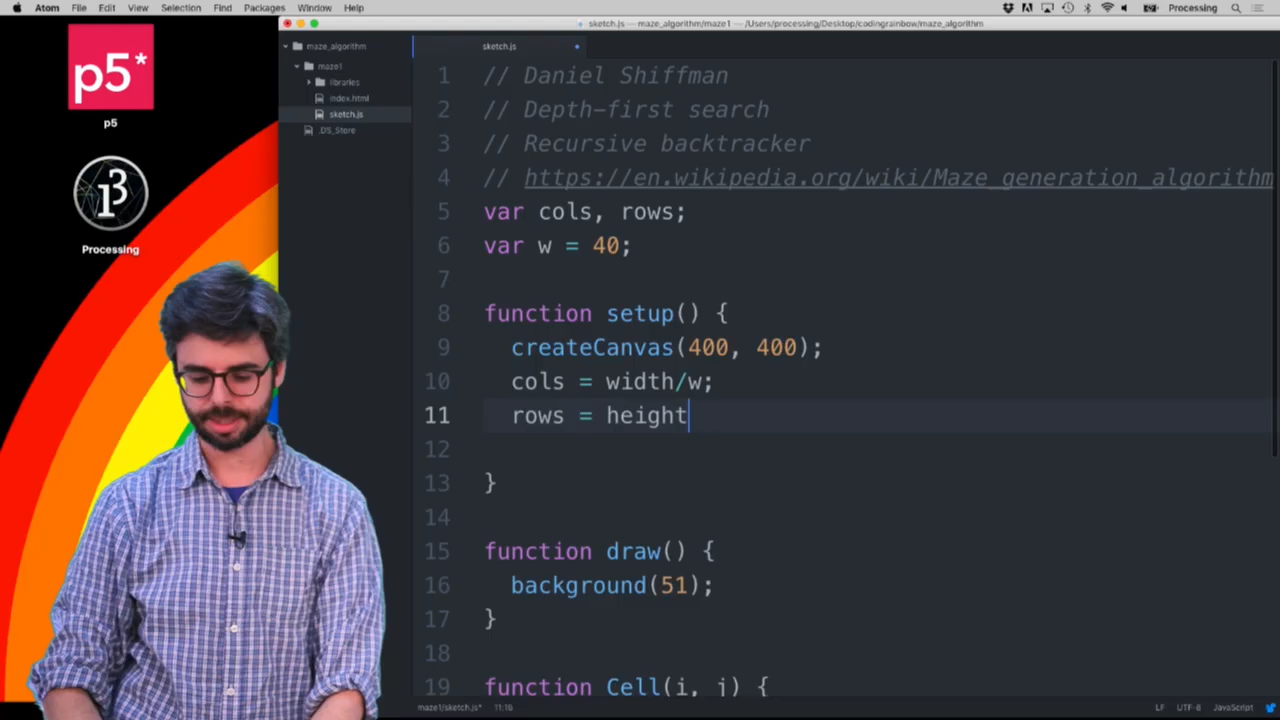 Atom File Edit View Selection Find Packages Window Help Processing
sketch.js — maze_algorithm/maze1 — /Users/processing/Desktop/codingrainbow/maze_algorithm
p5*
p5
Processing
maze_algorithm
maze1
libraries
index.html
sketch.js
.DS_Store
sketch.js
1 // Daniel Shiffman
2 // Depth-first search
3 // Recursive backtracker
4 // https://en.wikipedia.org/wiki/Maze_generation_algorithm
5 var cols, rows;
6 var w = 40;
7
8 function setup() {
9 createCanvas(400, 400);
10 cols = width/w;
11 rows = height
12
13 }
14
15 function draw() {
16 background(51);
17 }
18
19 function Cell(i, j) {
maze1/sketch.js* 11:16 LF UTF-8 JavaScript